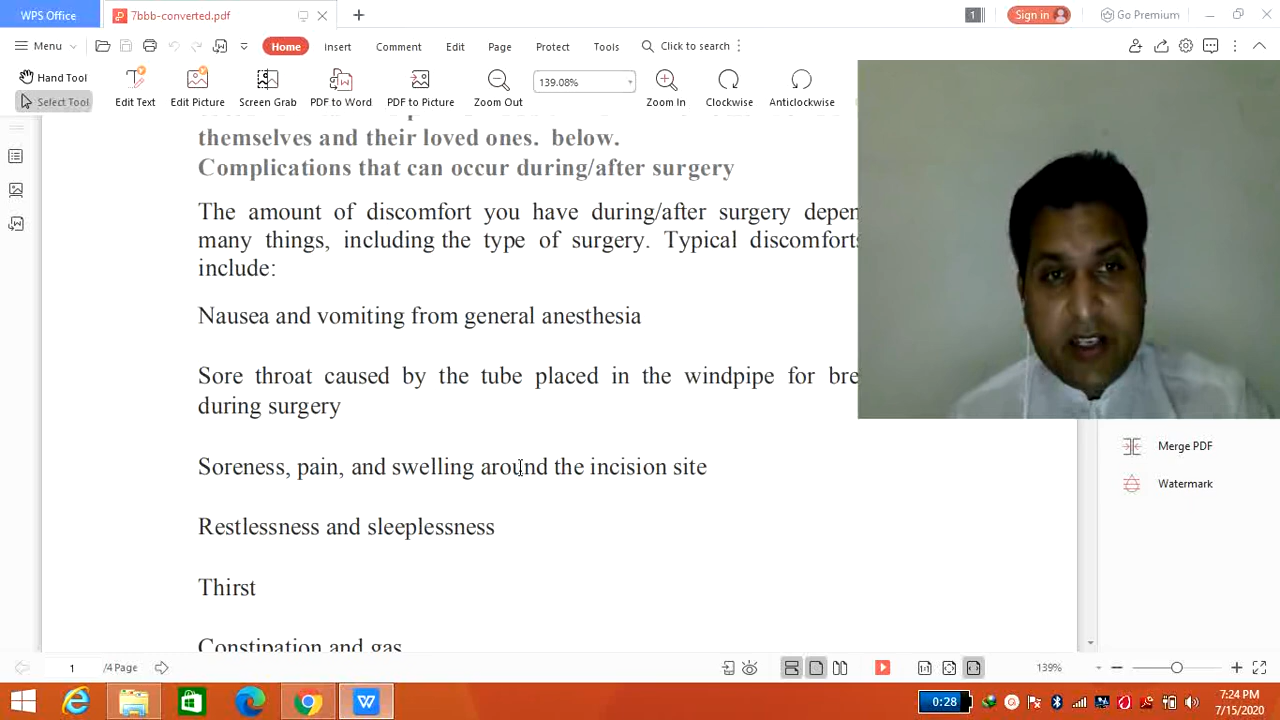 WPS Office
7bbb-converted.pdf
1
Sign in
Go Premium
Menu
Home
Insert
Comment
Edit
Page
Protect
Tools
Click to search
Hand Tool
Select Tool
Edit Text
Edit Picture
Screen Grab
PDF to Word
PDF to Picture
Zoom Out
139.08%
Zoom In
Clockwise
Anticlockwise
themselves and their loved ones. below.
Complications that can occur during/after surgery
The amount of discomfort you have during/after surgery depen
many things, including the type of surgery. Typical discomforts
include:
Nausea and vomiting from general anesthesia
Sore throat caused by the tube placed in the windpipe for bre
during surgery
Soreness, pain, and swelling around the incision site
Restlessness and sleeplessness
Thirst
Constipation and gas
Merge PDF
Watermark
1
/4 Page
139%
0:28
7:24 PM
7/15/2020